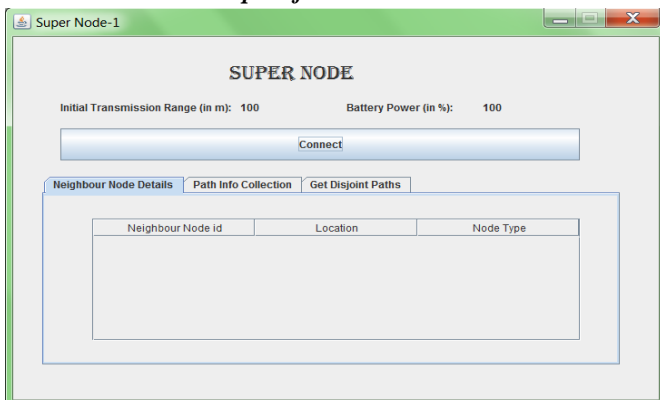 Super Node-1
SUPER NODE
Initial Transmission Range (in m): 100 Battery Power (in %): 100
Connect
Neighbour Node Details Path Info Collection Get Disjoint Paths
Neighbour Node id Location Node Type